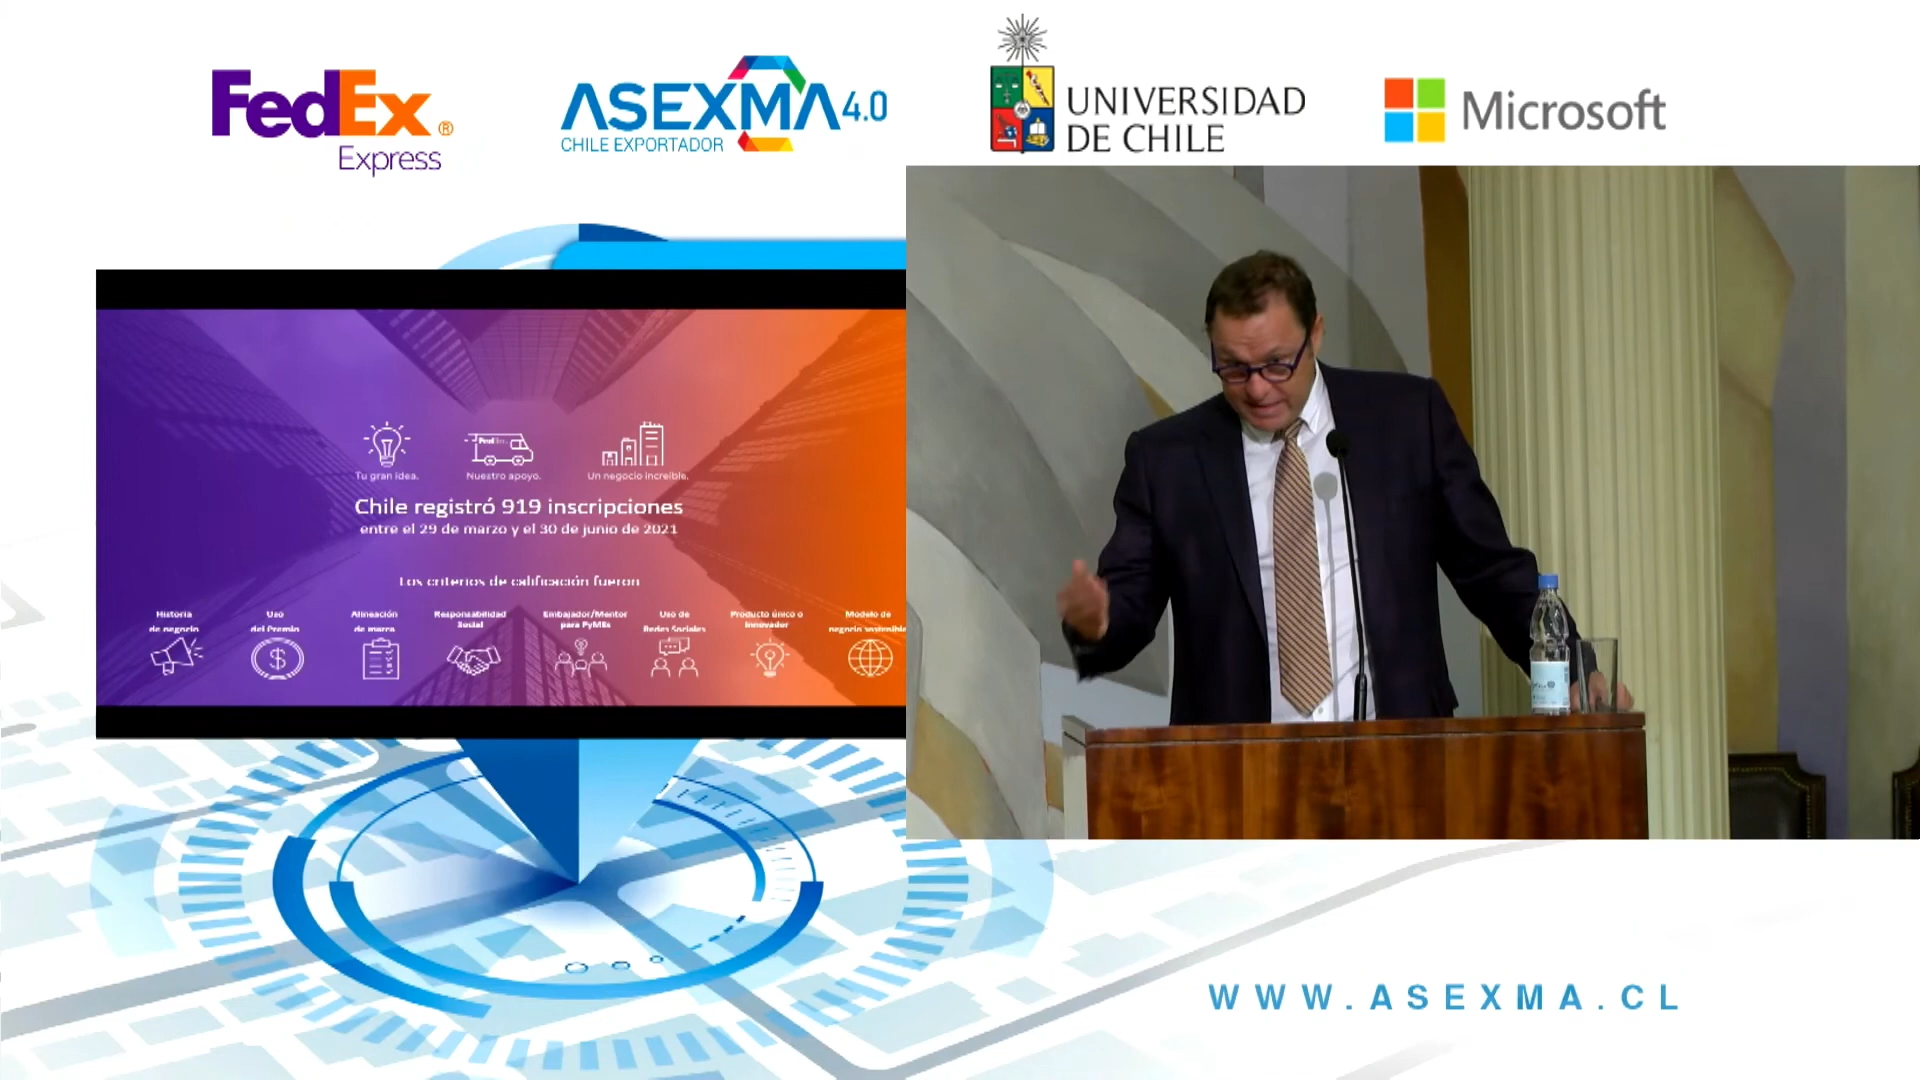 FedEx®
Express
ASEXMA 4.0
CHILE EXPORTADOR
UNIVERSIDAD
DE CHILE
Microsoft
Tu gran idea.
Nuestro apoyo.
Un negocio increíble.
Chile registró 919 inscripciones
entre el 29 de marzo y el 30 de junio de 2021
Los criterios de calificación fueron
Historia
de negocio
Uso
del Premio
Alineación
de marca
Responsabilidad
Social
Embajador/Mentor
para PyMEs
Uso de
Redes Sociales
Producto único o
Innovador
Modelo de
negocio sostenible
WWW.ASEXMA.CL